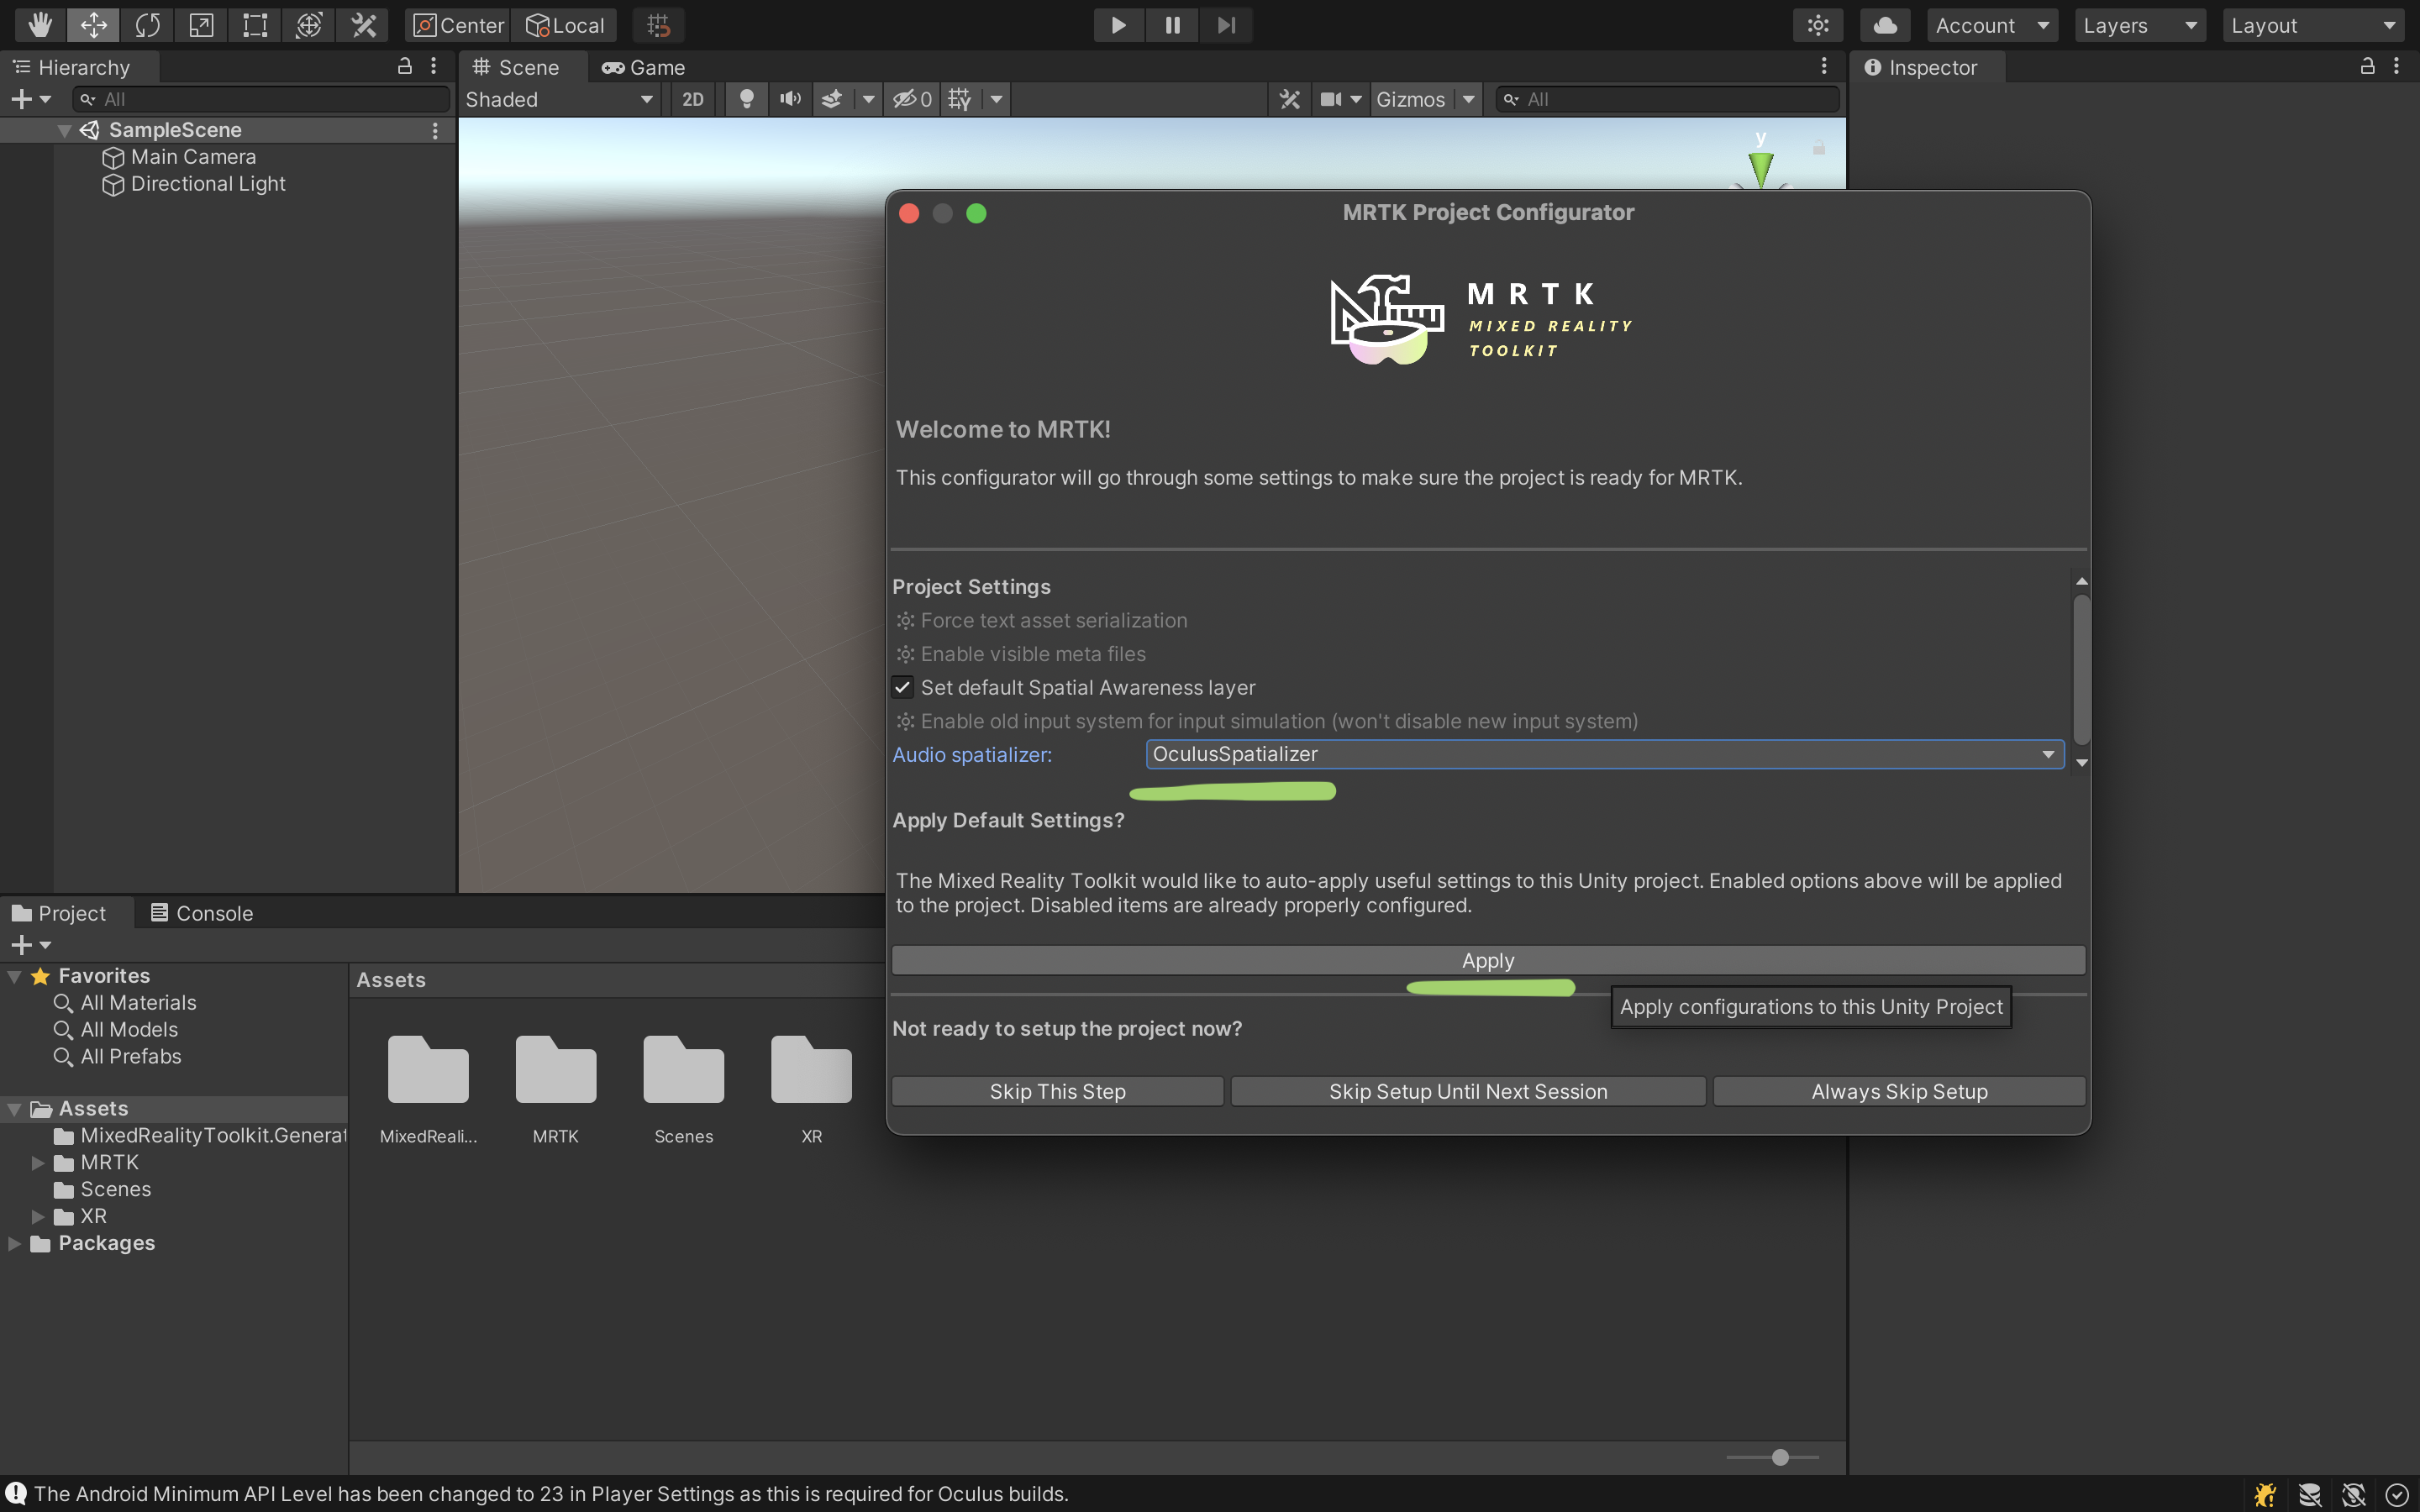 Center
Local
Account
Layers
Layout
Hierarchy
All
SampleScene
Main Camera
Directional Light
Scene
Game
Shaded
2D
0
Gizmos
All
y
Inspector
MRTK Project Configurator
MRTK
MIXED REALITY
TOOLKIT
Welcome to MRTK!
This configurator will go through some settings to make sure the project is ready for MRTK.
Project Settings
Force text asset serialization
Enable visible meta files
Set default Spatial Awareness layer
Enable old input system for input simulation (won't disable new input system)
Audio spatializer:
OculusSpatializer
Apply Default Settings?
The Mixed Reality Toolkit would like to auto-apply useful settings to this Unity project. Enabled options above will be applied
to the project. Disabled items are already properly configured.
Apply
Apply configurations to this Unity Project
Not ready to setup the project now?
Skip This Step
Skip Setup Until Next Session
Always Skip Setup
Project
Console
Favorites
All Materials
All Models
All Prefabs
Assets
MixedRealityToolkit.Generat
MRTK
Scenes
XR
Packages
Assets
MixedReali...
MRTK
Scenes
XR
The Android Minimum API Level has been changed to 23 in Player Settings as this is required for Oculus builds.